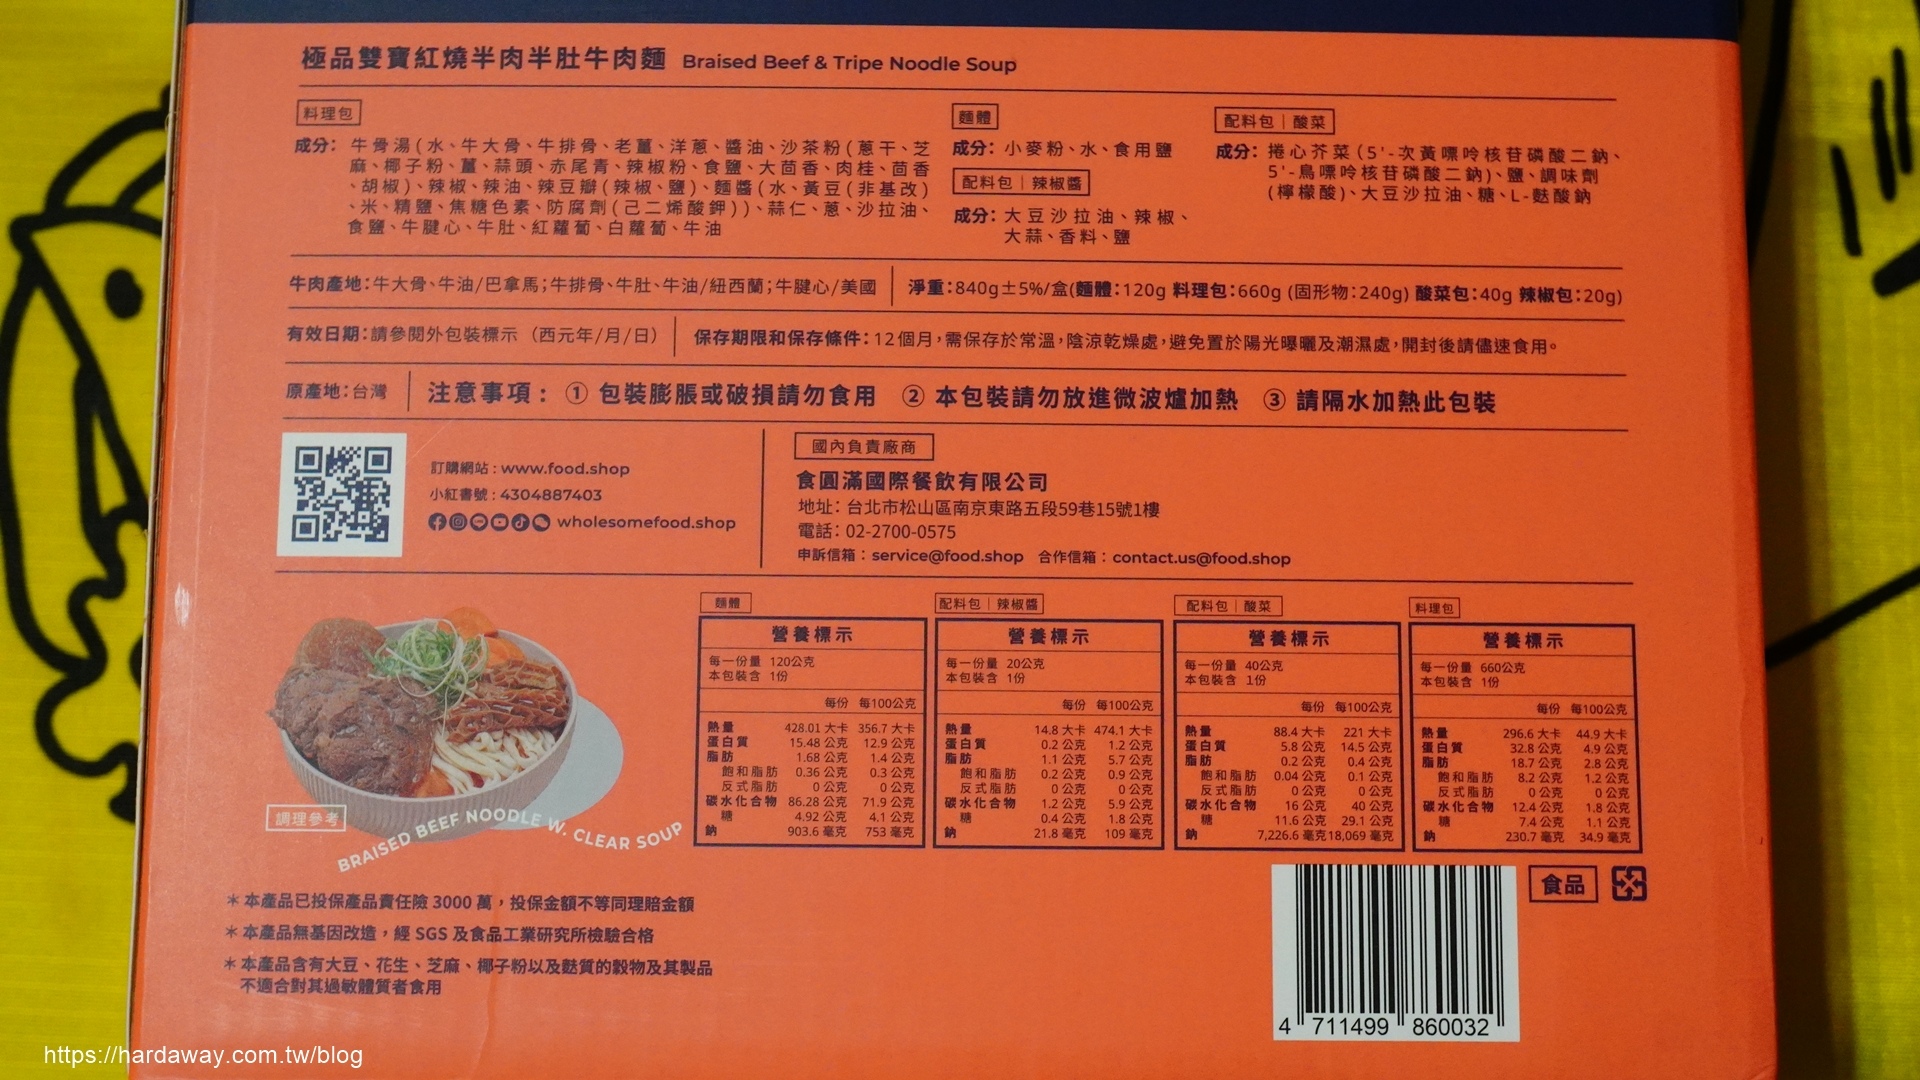 極品雙寶紅燒半肉半肚牛肉麵 Braised Beef & Tripe Noodle Soup
料理包
成分: 牛骨湯(水、牛大骨、牛排骨、老薑、洋蔥、醬油、沙茶粉(蔥干、芝
麻、椰子粉、薑、蒜頭、赤尾青、辣椒粉、食鹽、大茴香、肉桂、茴香
、胡椒)、辣椒、辣油、辣豆瓣(辣椒、鹽)、麵醬(水、黃豆(非基改)
、米、精鹽、焦糖色素、防腐劑(己二烯酸鉀))、蒜仁、蔥、沙拉油、
食鹽、牛腱心、牛肚、紅蘿蔔、白蘿蔔、牛油
麵體
成分: 小麥粉、水、食用鹽
配料包｜辣椒醬
成分: 大豆沙拉油、辣椒、
大蒜、香料、鹽
配料包｜酸菜
成分: 捲心芥菜(5'-次黃嘌呤核苷磷酸二鈉、
5'-鳥嘌呤核苷磷酸二鈉)、鹽、調味劑
(檸檬酸)、大豆沙拉油、糖、L-麩酸鈉
牛肉產地:牛大骨、牛油/巴拿馬;牛排骨、牛肚、牛油/紐西蘭;牛腱心/美國
淨重:840g±5%/盒(麵體:120g 料理包:660g (固形物:240g) 酸菜包:40g 辣椒包:20g)
有效日期:請參閱外包裝標示 (西元年/月/日)
保存期限和保存條件:12個月,需保存於常溫,陰涼乾燥處,避免置於陽光曝曬及潮濕處,開封後請儘速食用。
原產地:台灣
注意事項: ① 包裝膨脹或破損請勿食用 ② 本包裝請勿放進微波爐加熱 ③ 請隔水加熱此包裝
訂購網站:www.food.shop
小紅書號:4304887403
wholesomefood.shop
國內負責廠商
食圓滿國際餐飲有限公司
地址: 台北市松山區南京東路五段59巷15號1樓
電話: 02-2700-0575
申訴信箱: service@food.shop 合作信箱: contact.us@food.shop
調理參考
BRAISED BEEF NOODLE W. CLEAR SOUP
麵體
營養標示
每一份量 120公克
本包裝含 1份
每份 每100公克
熱量 428.01 大卡 356.7 大卡
蛋白質 15.48 公克 12.9 公克
脂肪 1.68 公克 1.4 公克
飽和脂肪 0.36 公克 0.3 公克
反式脂肪 0 公克 0 公克
碳水化合物 86.28 公克 71.9 公克
糖 4.92 公克 4.1 公克
鈉 903.6 毫克 753 毫克
配料包｜辣椒醬
營養標示
每一份量 20公克
本包裝含 1份
每份 每100公克
熱量 14.8 大卡 474.1 大卡
蛋白質 0.2 公克 1.2 公克
脂肪 1.1 公克 5.7 公克
飽和脂肪 0.2 公克 0.9 公克
反式脂肪 0 公克 0 公克
碳水化合物 1.2 公克 5.9 公克
糖 0.4 公克 1.8 公克
鈉 21.8 毫克 109 毫克
配料包｜酸菜
營養標示
每一份量 40公克
本包裝含 1份
每份 每100公克
熱量 88.4 大卡 221 大卡
蛋白質 5.8 公克 14.5 公克
脂肪 0.2 公克 0.4 公克
飽和脂肪 0.04 公克 0.1 公克
反式脂肪 0 公克 0 公克
碳水化合物 16 公克 40 公克
糖 11.6 公克 29.1 公克
鈉 7,226.6 毫克 18,069 毫克
料理包
營養標示
每一份量 660公克
本包裝含 1份
每份 每100公克
熱量 296.6 大卡 44.9 大卡
蛋白質 32.8 公克 4.9 公克
脂肪 18.7 公克 2.8 公克
飽和脂肪 8.2 公克 1.2 公克
反式脂肪 0 公克 0 公克
碳水化合物 12.4 公克 1.8 公克
糖 7.4 公克 1.1 公克
鈉 230.7 毫克 34.9 毫克
＊本產品已投保產品責任險 3000 萬,投保金額不等同理賠金額
＊本產品無基因改造,經 SGS 及食品工業研究所檢驗合格
＊本產品含有大豆、花生、芝麻、椰子粉以及麩質的穀物及其製品
不適合對其過敏體質者食用
食品
4 711499 860032
https://hardaway.com.tw/blog